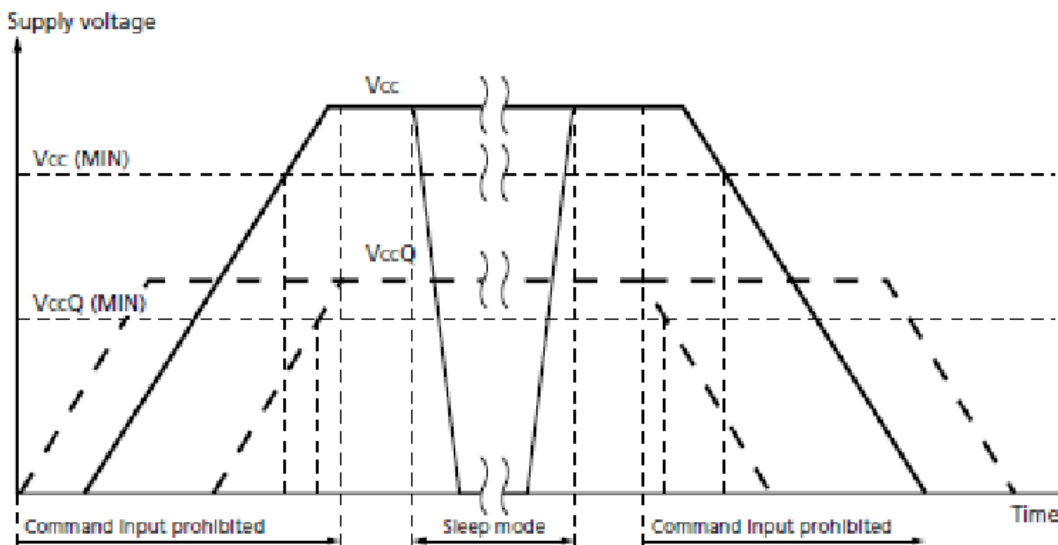 Supply voltage
Vcc
Vcc (MIN)
VccQ
VccQ (MIN)
Time
Command input prohibited
Sleep mode
Command input prohibited